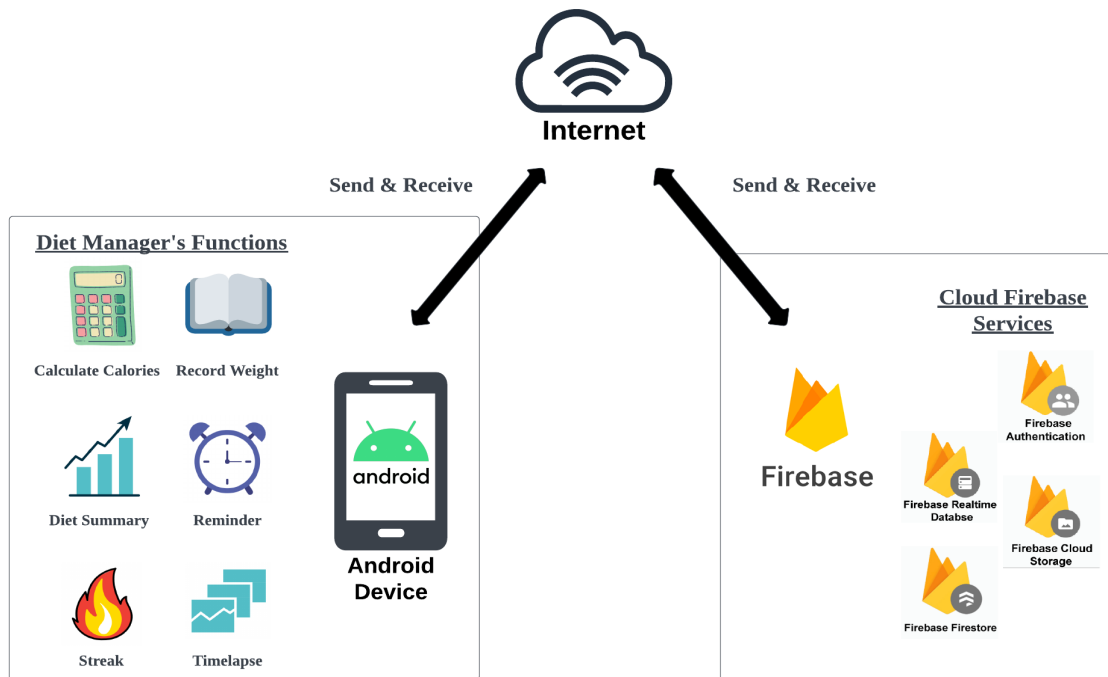 Internet
Send & Receive
Send & Receive
Diet Manager's Functions
Calculate Calories
Record Weight
Diet Summary
Reminder
Streak
Timelapse
android
Android
Device
Firebase
Cloud Firebase
Services
Firebase
Authentication
Firebase Realtime
Databse
Firebase Cloud
Storage
Firebase Firestore